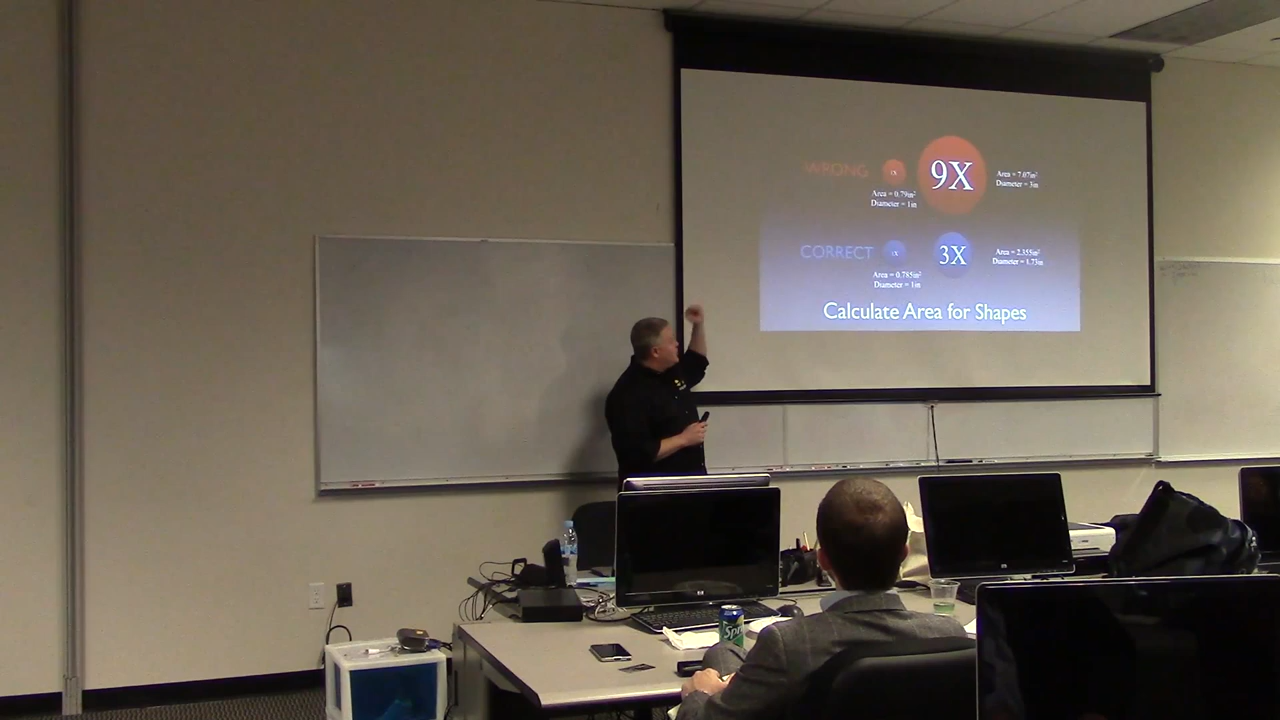 WRONG
1X
9X
Area = 7.07in²
Diameter = 3in
Area = 0.79in²
Diameter = 1in
CORRECT
1X
3X
Area = 2.355in²
Diameter = 1.73in
Area = 0.785in²
Diameter = 1in
Calculate Area for Shapes
Spr